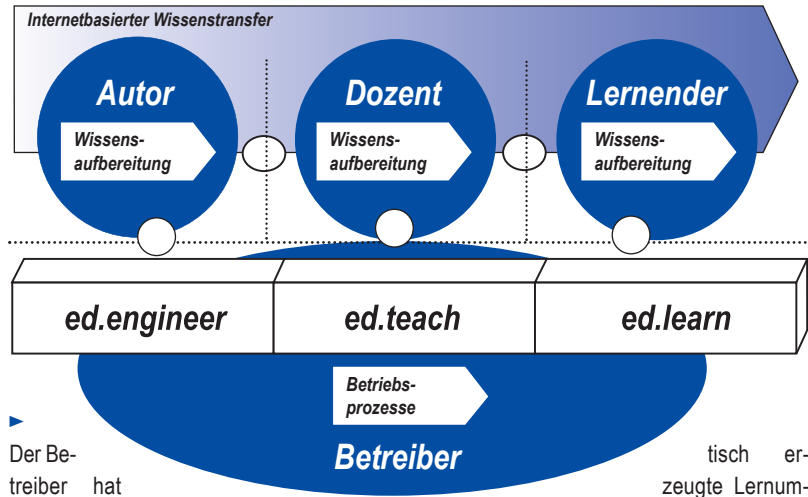 Internetbasierter Wissenstransfer
Autor
Dozent
Lernender
Wissens-
aufbereitung
Wissens-
aufbereitung
Wissens-
aufbereitung
ed.engineer
ed.teach
ed.learn
Betriebs-
prozesse
Betreiber
Der Be-
treiber hat
tisch er-
zeugte Lernum-